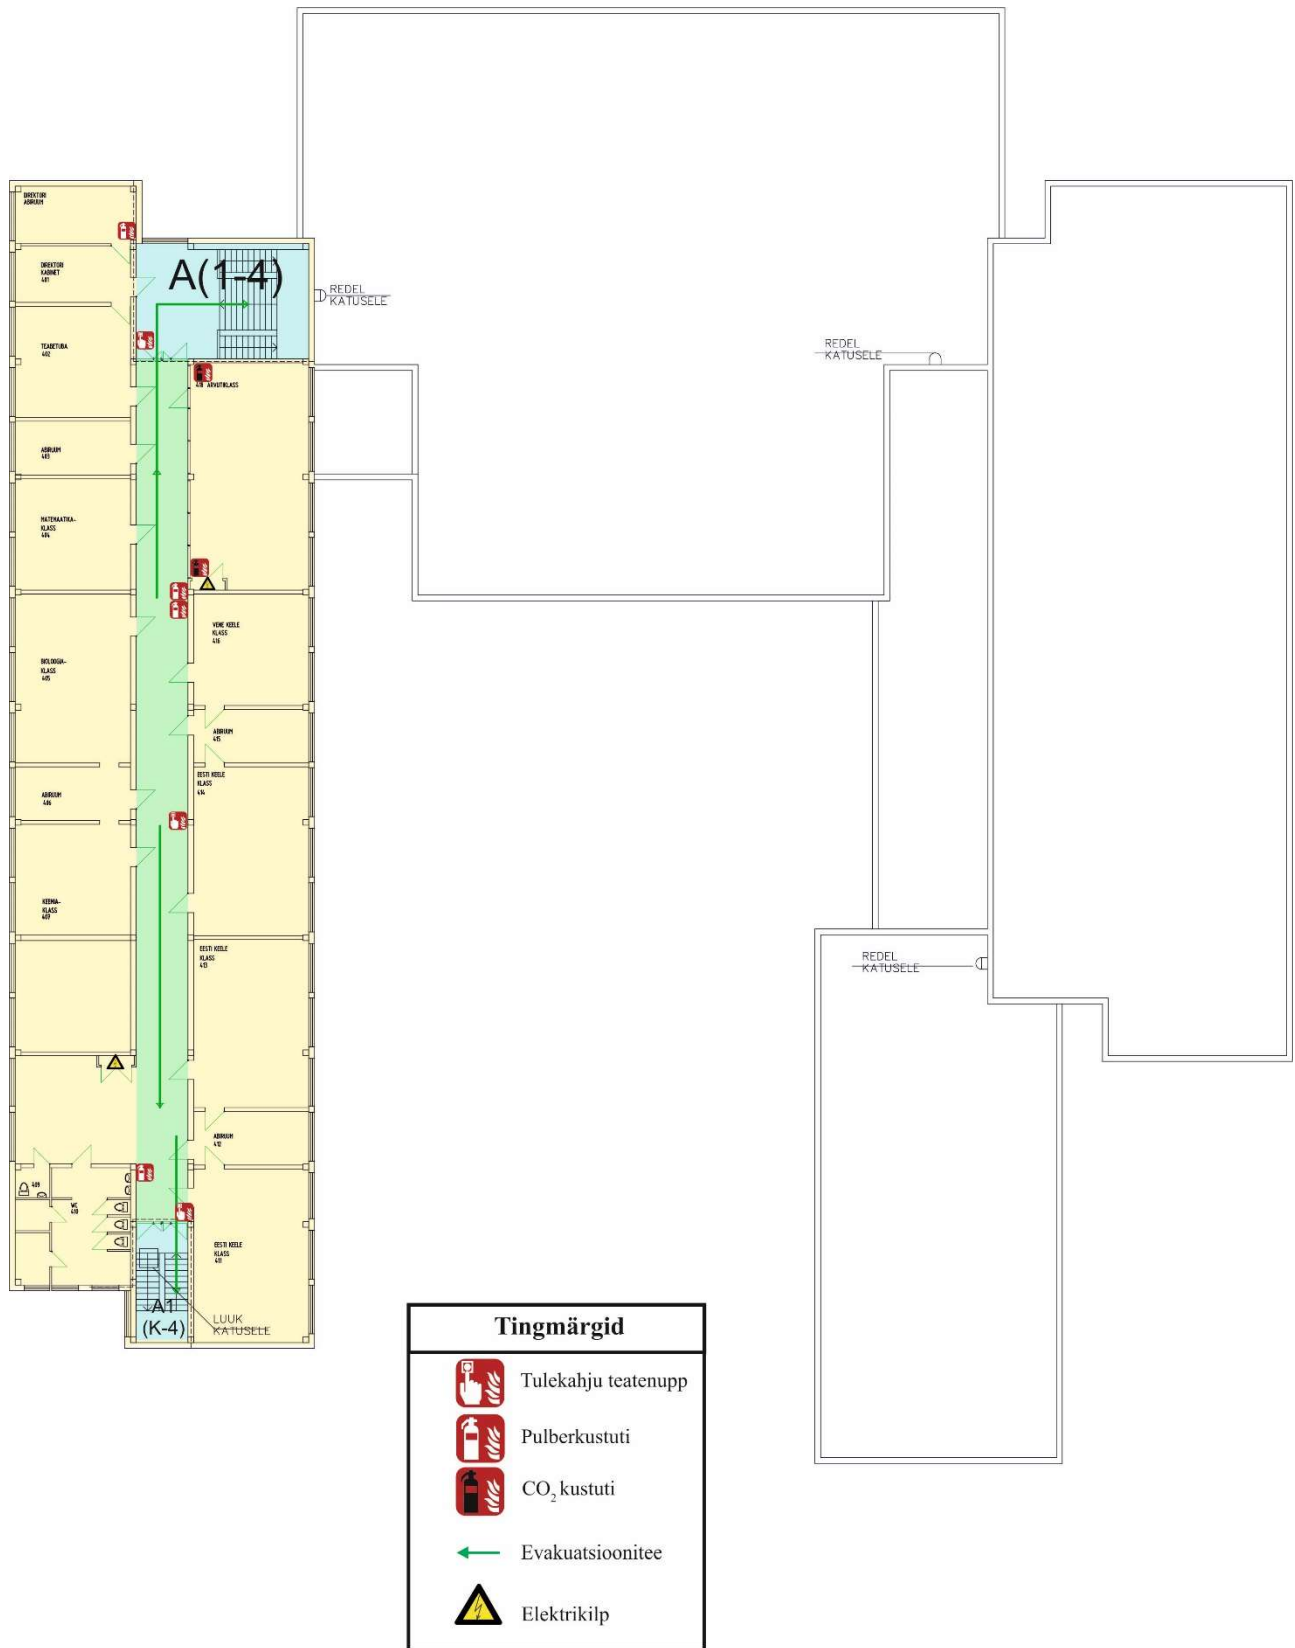 DIREKTORI
ABIRUUM
DIREKTORI
KABINET
401
A(1-4)
REDEL
KATUSELE
TEABETUBA
402
REDEL
KATUSELE
418 ARVUTIKLASS
ABIRUUM
403
MATEMAATIKA-
KLASS
404
VENE KEELE
KLASS
416
BIOLOOGIA-
KLASS
405
ABIRUUM
415
EESTI KEELE
KLASS
414
ABIRUUM
406
KEEMIA-
KLASS
407
EESTI KEELE
KLASS
413
REDEL
KATUSELE
ABIRUUM
412
409
WC
410
EESTI KEELE
KLASS
411
A1
(K-4)
LUUK
KATUSELE
Tingmärgid
Tulekahju teatenupp
Pulberkustuti
CO₂ kustuti
Evakuatsioonitee
Elektrikilp